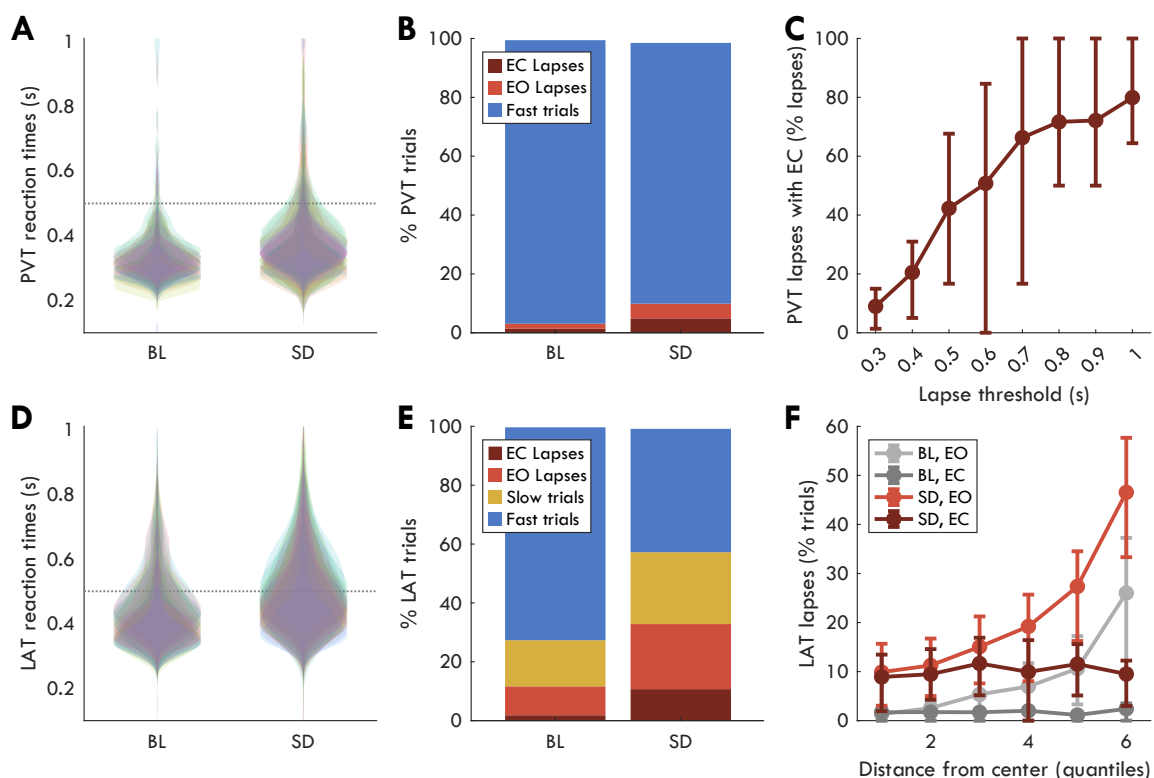 A
PVT reaction times (s)
1
0.8
0.6
0.4
0.2
BL
SD
B
% PVT trials
100
80
60
40
20
0
EC Lapses
EO Lapses
Fast trials
BL
SD
C
PVT lapses with EC (% lapses)
100
80
60
40
20
0
0.3
0.4
0.5
0.6
0.7
0.8
0.9
1
Lapse threshold (s)
D
LAT reaction times (s)
1
0.8
0.6
0.4
0.2
BL
SD
E
% LAT trials
100
80
60
40
20
0
EC Lapses
EO Lapses
Slow trials
Fast trials
BL
SD
F
LAT lapses (% trials)
60
50
40
30
20
10
0
BL, EO
BL, EC
SD, EO
SD, EC
2
4
6
Distance from center (quantiles)